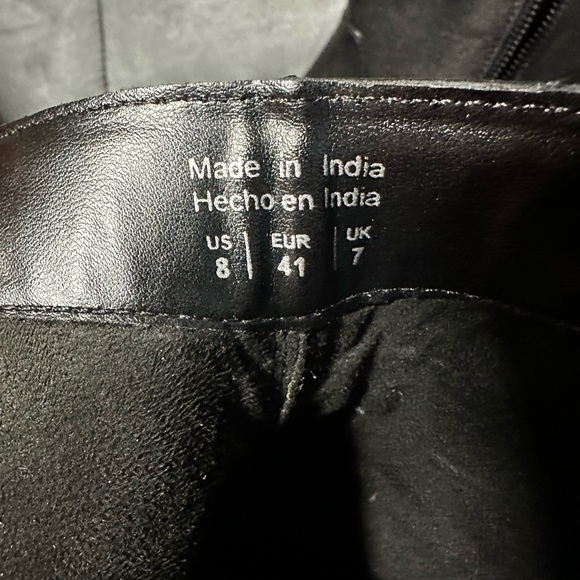 Made in India
Hecho en India
US | EUR | UK
8 | 41 | 7